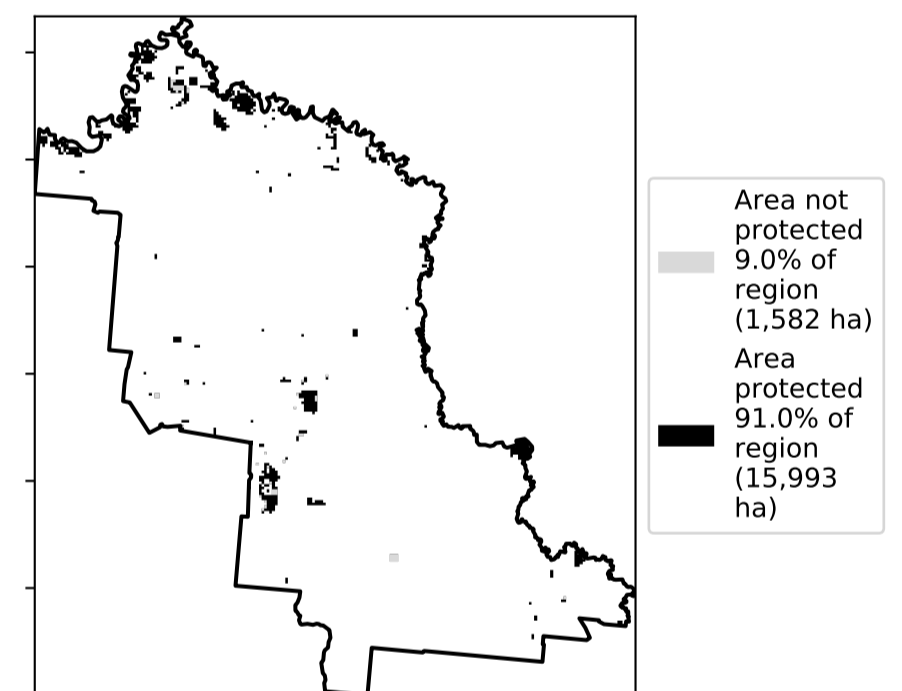 Area not
protected
9.0% of
region
(1,582 ha)
Area
protected
91.0% of
region
(15,993
ha)